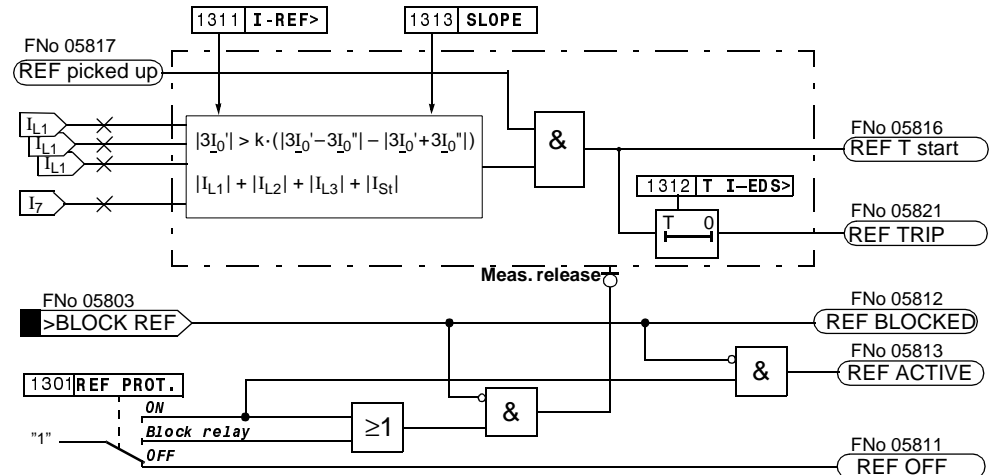 1311 I-REF>
1313 SLOPE
FNo 05817
REF picked up
IL1
IL1
IL1
I7
|3I0'| > k·(|3I0'−3I0"| − |3I0'+3I0"|)
|IL1| + |IL2| + |IL3| + |ISt|
&
FNo 05816
REF T start
1312 T I–EDS>
T 0
FNo 05821
REF TRIP
Meas. release
FNo 05803
>BLOCK REF
FNo 05812
REF BLOCKED
FNo 05813
REF ACTIVE
&
&
1301 REF PROT.
ON
Block relay
OFF
≥1
"1"
FNo 05811
REF OFF